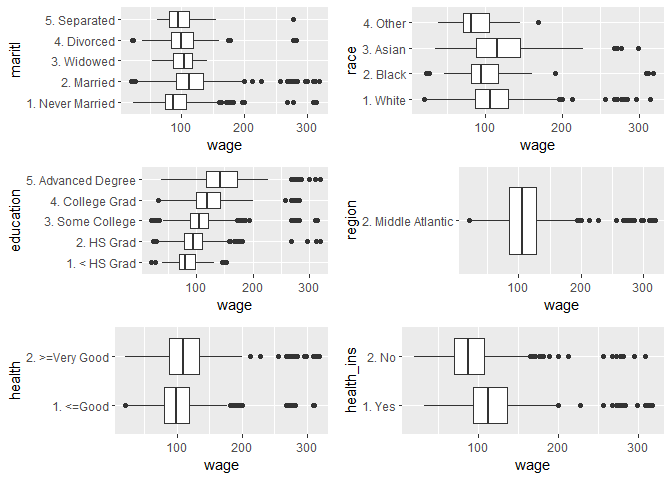 maritl
5. Separated
4. Divorced
3. Widowed
2. Married
1. Never Married
100 200 300
wage
race
4. Other
3. Asian
2. Black
1. White
100 200 300
wage
education
5. Advanced Degree
4. College Grad
3. Some College
2. HS Grad
1. < HS Grad
100 200 300
wage
region
2. Middle Atlantic
100 200 300
wage
health
2. >=Very Good
1. <=Good
100 200 300
wage
health_ins
2. No
1. Yes
100 200 300
wage